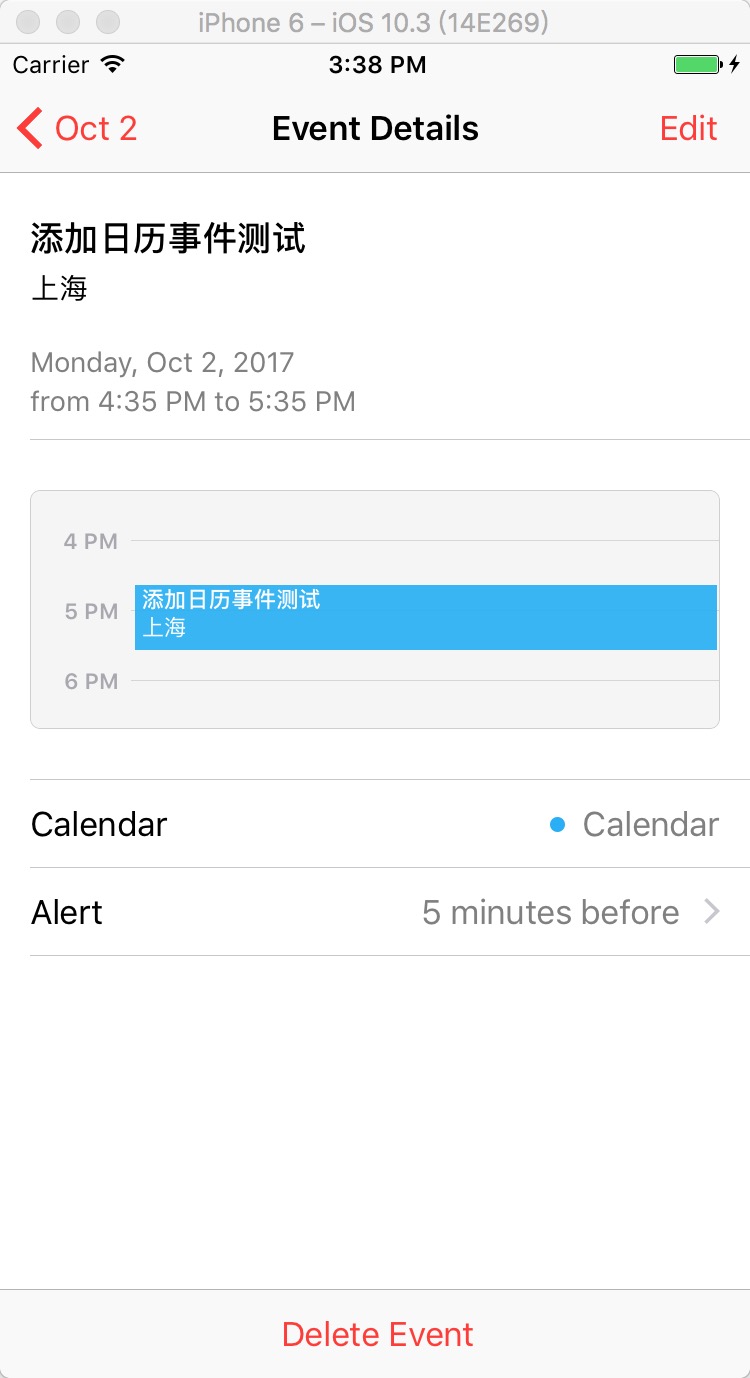 iPhone 6 – iOS 10.3 (14E269)
Carrier 3:38 PM
Oct 2 Event Details Edit
添加日历事件测试
上海
Monday, Oct 2, 2017
from 4:35 PM to 5:35 PM
4 PM
添加日历事件测试
5 PM
上海
6 PM
Calendar Calendar
Alert 5 minutes before
Delete Event